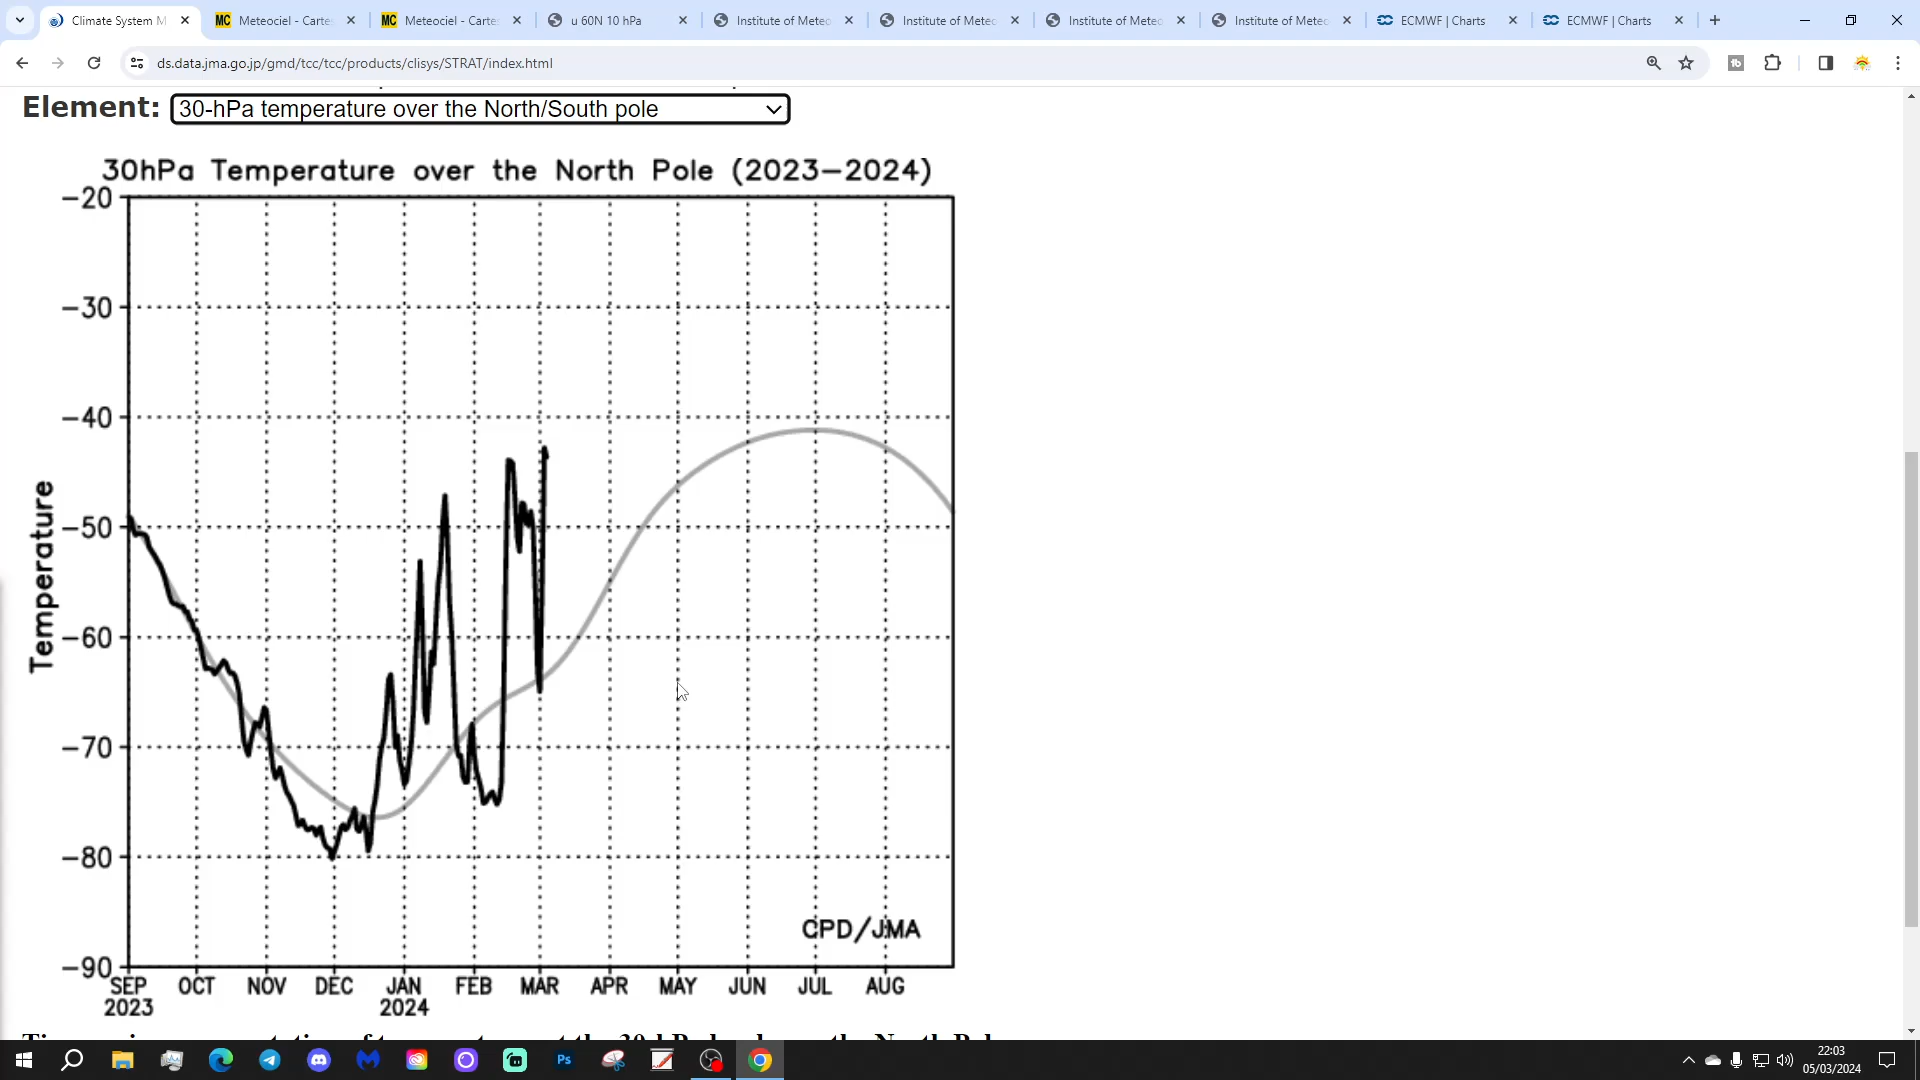 Climate System M
Meteociel - Carte
Meteociel - Carte
u 60N 10 hPa
Institute of Meteo
Institute of Meteo
Institute of Meteo
Institute of Meteo
ECMWF | Charts
ECMWF | Charts
ds.data.jma.go.jp/gmd/tcc/tcc/products/clisys/STRAT/index.html
Element: 30-hPa temperature over the North/South pole
30hPa Temperature over the North Pole (2023–2024)
−20
−30
−40
−50
−60
−70
−80
−90
Temperature
CPD/JMA
SEP OCT NOV DEC JAN FEB MAR APR MAY JUN JUL AUG
2023 2024
22:03
05/03/2024